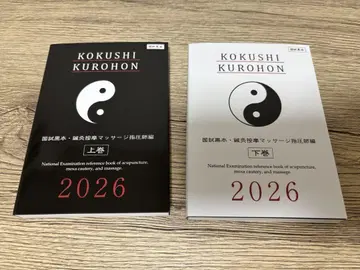 KOKUSHI
KUROHON
国試黒本・鍼灸按摩マッサージ指圧師編
上巻
National Examination reference book of acupuncture,
moxa cautery, and massage.
2026
KOKUSHI
KUROHON
国試黒本・鍼灸按摩マッサージ指圧師編
下巻
National Examination reference book of acupuncture,
moxa cautery, and massage.
2026